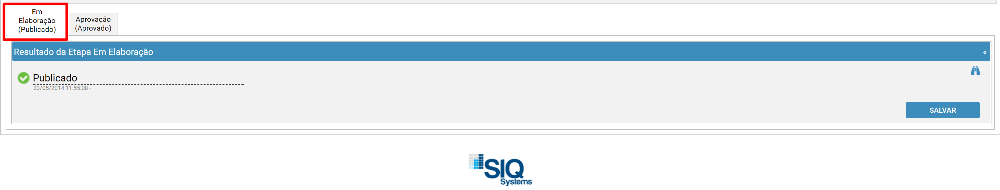 Em
Elaboração
(Publicado)
Aprovação
(Aprovado)
Resultado da Etapa Em Elaboração «
Publicado
23/05/2014 11:55:08 -
SALVAR
SIQ
Systems